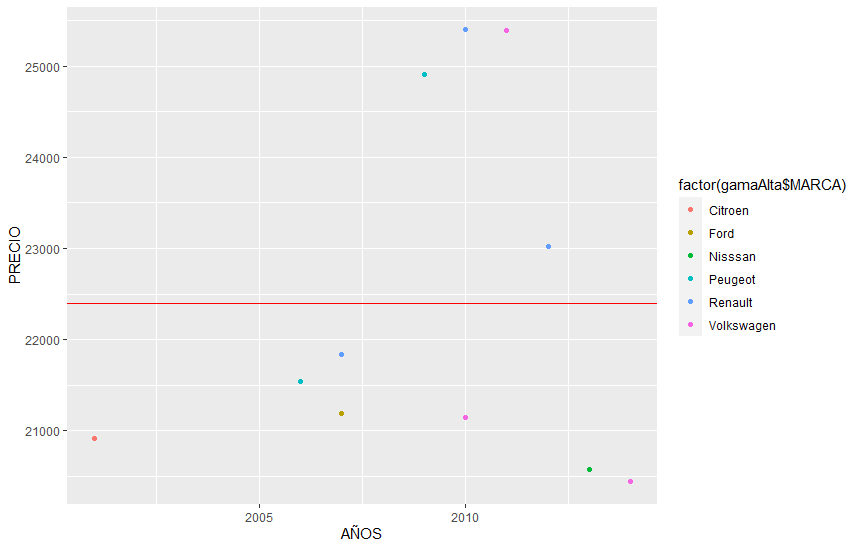 25000
24000
23000
22000
21000
PRECIO
2005
2010
AÑOS
factor(gamaAlta$MARCA)
Citroen
Ford
Nisssan
Peugeot
Renault
Volkswagen